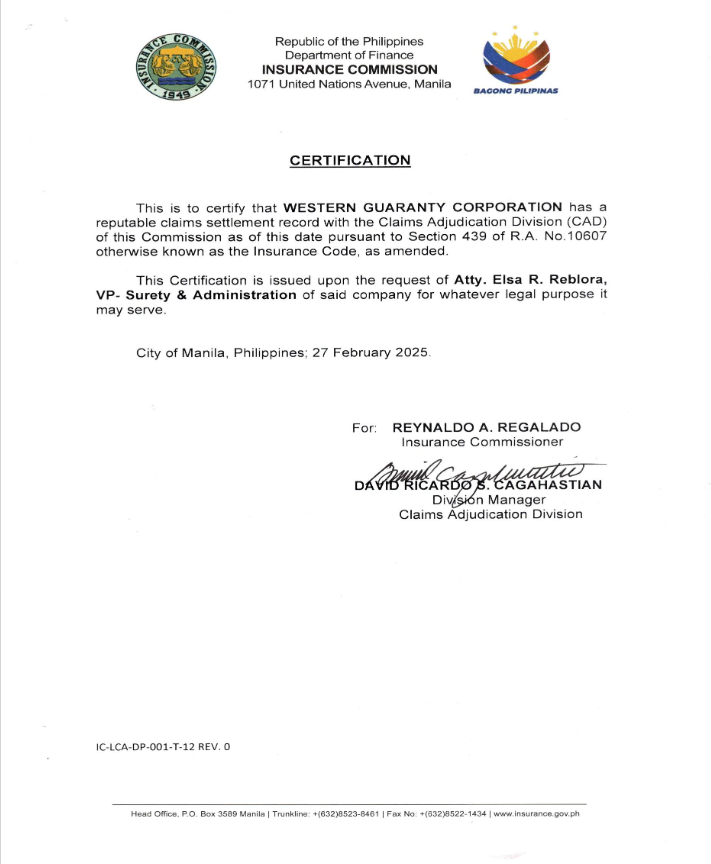 INSURANCE COMMISSION
1949
Republic of the Philippines
Department of Finance
INSURANCE COMMISSION
1071 United Nations Avenue, Manila
BAGONG PILIPINAS
CERTIFICATION
This is to certify that WESTERN GUARANTY CORPORATION has a
reputable claims settlement record with the Claims Adjudication Division (CAD)
of this Commission as of this date pursuant to Section 439 of R.A. No.10607
otherwise known as the Insurance Code, as amended.
This Certification is issued upon the request of Atty. Elsa R. Reblora,
VP- Surety & Administration of said company for whatever legal purpose it
may serve.
City of Manila, Philippines; 27 February 2025.
For: REYNALDO A. REGALADO
Insurance Commissioner
DAVID RICARDO S. CAGAHASTIAN
Division Manager
Claims Adjudication Division
IC-LCA-DP-001-T-12 REV. 0
Head Office, P.O. Box 3589 Manila | Trunkline: +(632)8523-8461 | Fax No: +(632)8522-1434 | www.insurance.gov.ph